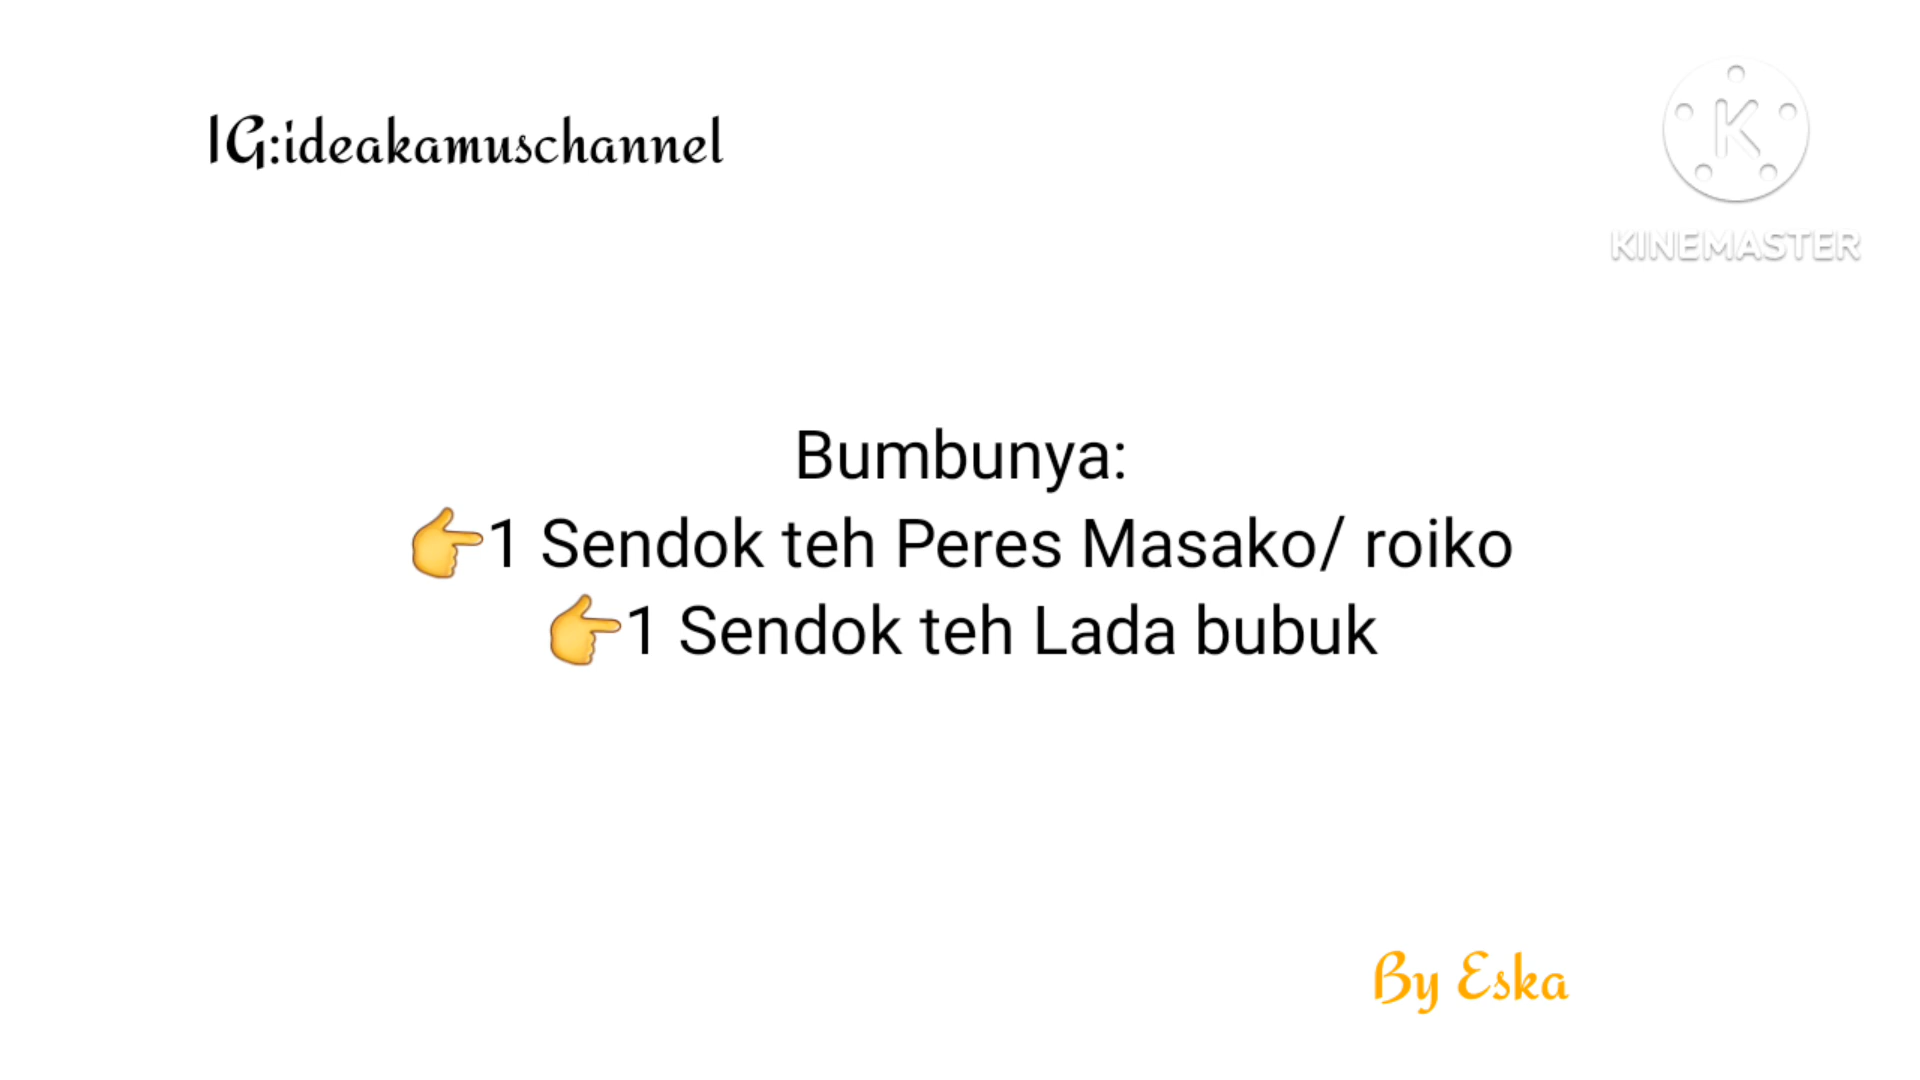 IG:ideakamuschannel
KINEMASTER
Bumbunya:
👉1 Sendok teh Peres Masako/ roiko
👉1 Sendok teh Lada bubuk
By Eska